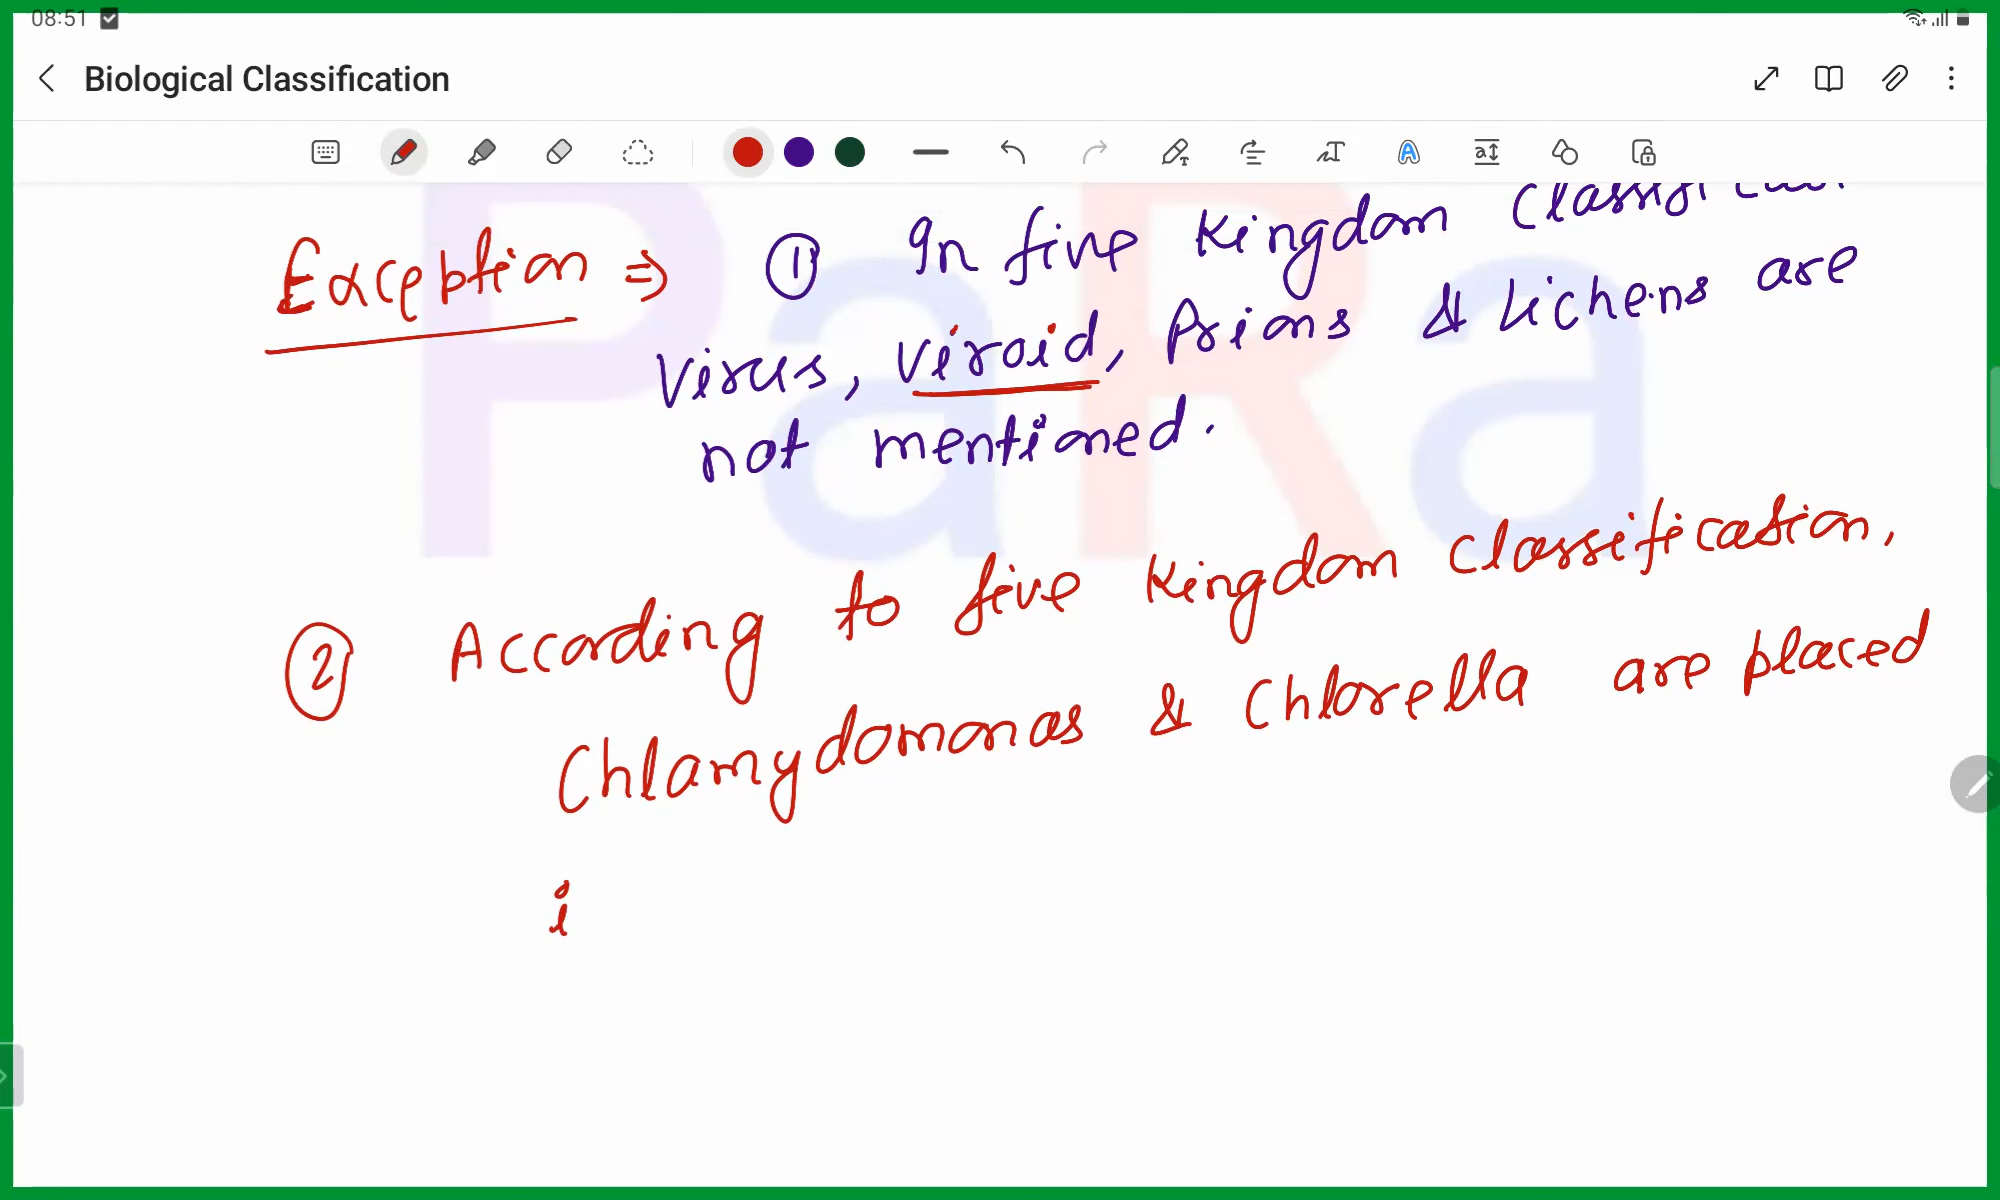 08:51
Biological Classification
PaRa
Exception ⇒ ① In five Kingdom
Virus, Viroid, Prions & Lichens are
not mentioned.
② According to five Kingdom Classification,
Chlamydomonas & Chlorella are placed
i